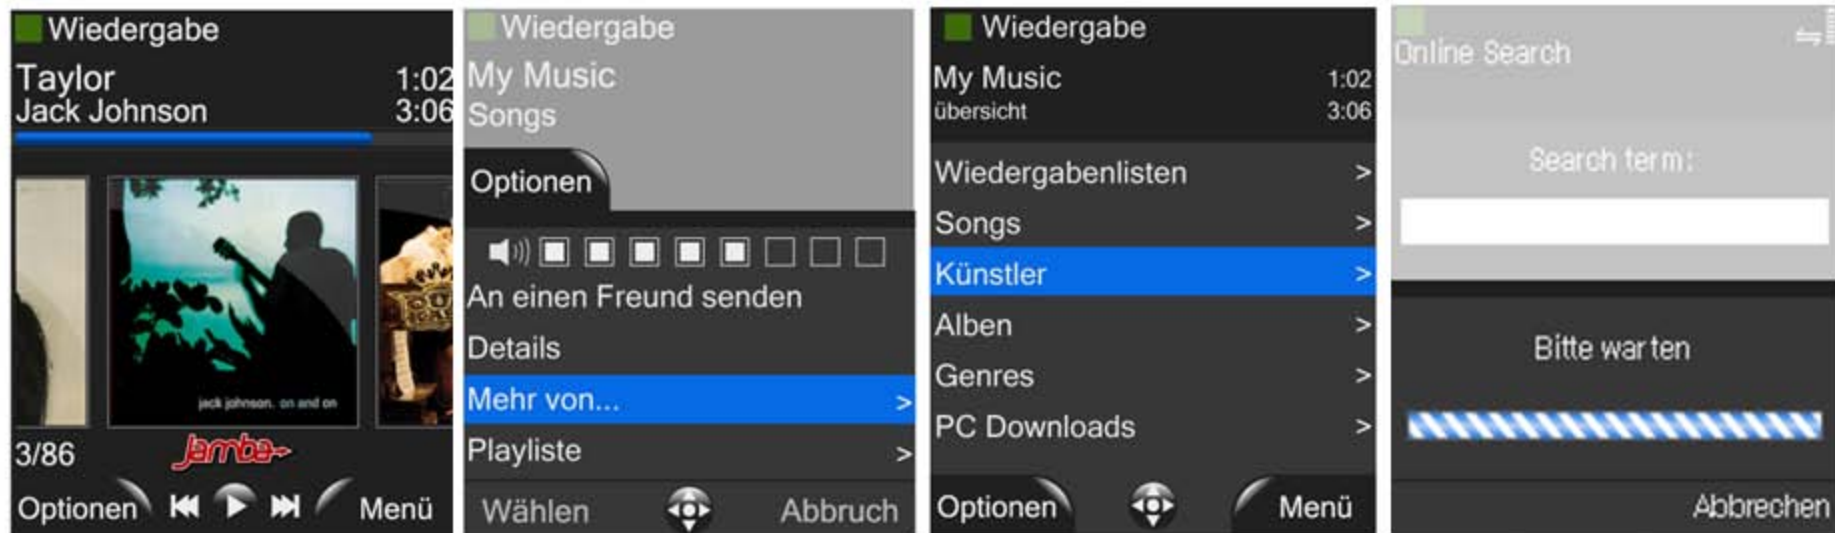 Wiedergabe
Taylor 1:02
Jack Johnson 3:06
jack johnson. on and on
3/86 Jamba
Optionen Menü
Wiedergabe
My Music
Songs
Optionen
An einen Freund senden
Details
Mehr von... >
Playliste >
Wählen Abbruch
Wiedergabe
My Music 1:02
übersicht 3:06
Wiedergabenlisten >
Songs >
Künstler >
Alben >
Genres >
PC Downloads >
Optionen Menü
Online Search
Search term:
Bitte warten
Abbrechen